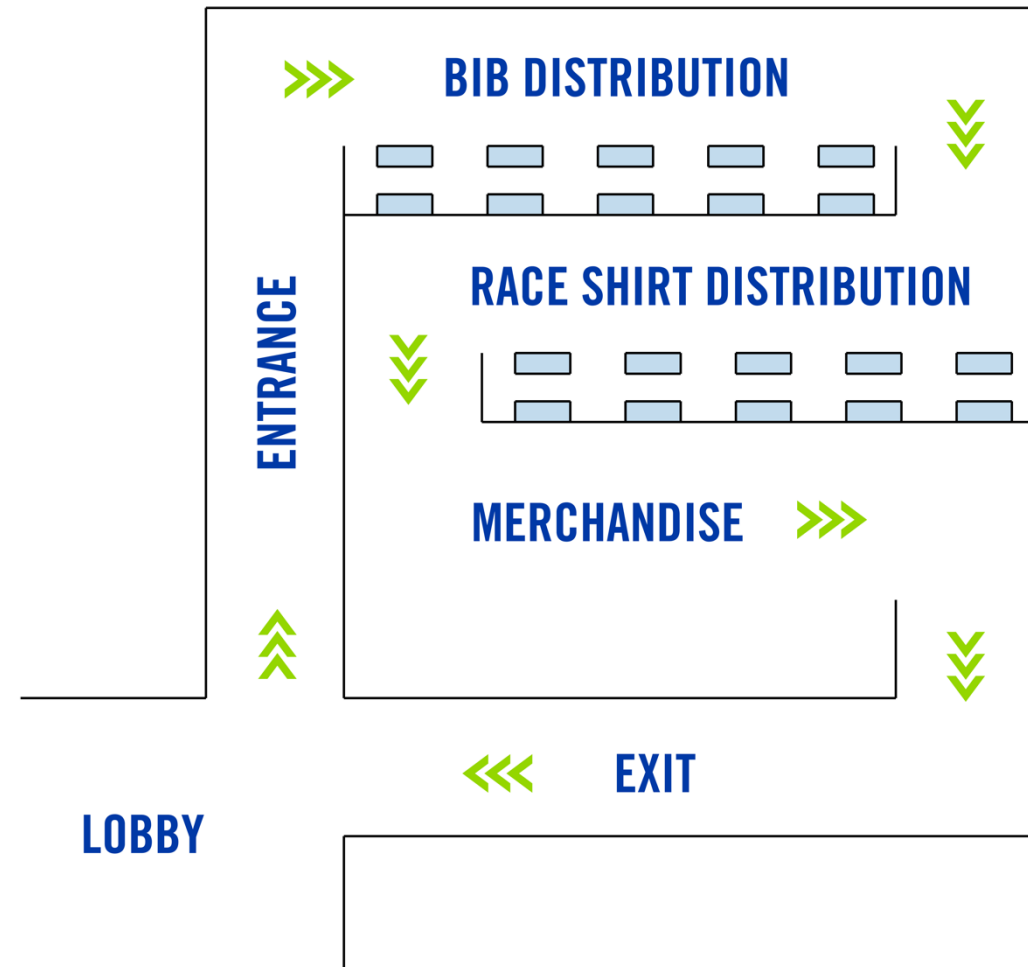 BIB DISTRIBUTION
RACE SHIRT DISTRIBUTION
ENTRANCE
MERCHANDISE
EXIT
LOBBY